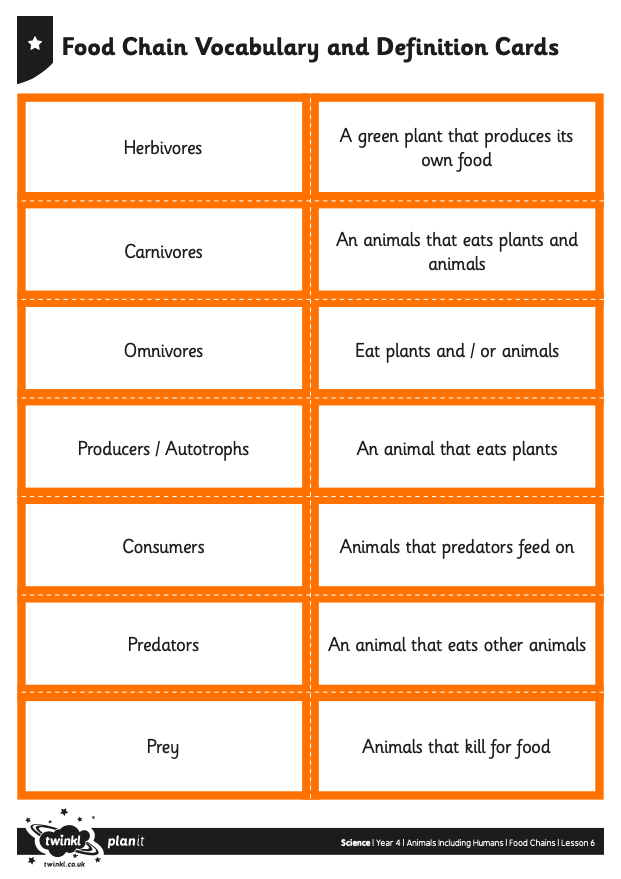 Food Chain Vocabulary and Definition Cards
Herbivores
A green plant that produces its
own food
Carnivores
An animals that eats plants and
animals
Omnivores
Eat plants and / or animals
Producers / Autotrophs
An animal that eats plants
Consumers
Animals that predators feed on
Predators
An animal that eats other animals
Prey
Animals that kill for food
twinkl planit
twinkl.co.uk
Science | Year 4 | Animals Including Humans | Food Chains | Lesson 6